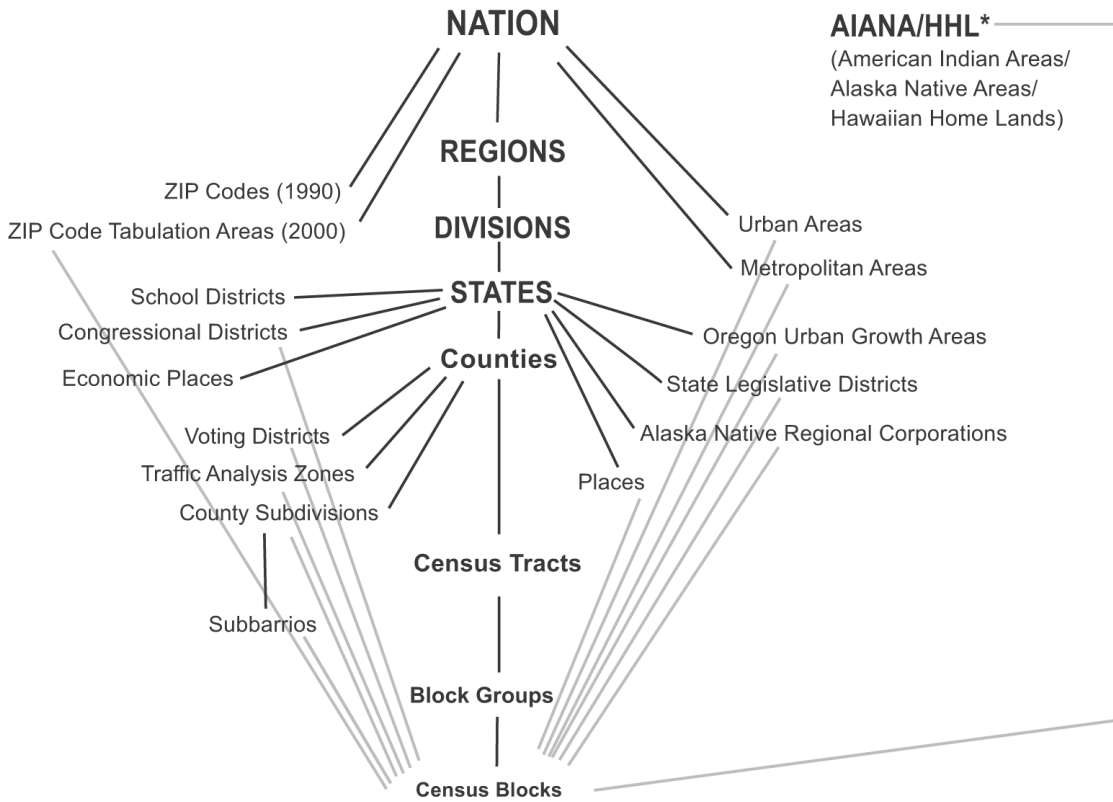 NATION
AIANA/HHL*
(American Indian Areas/
Alaska Native Areas/
Hawaiian Home Lands)
REGIONS
ZIP Codes (1990)
ZIP Code Tabulation Areas (2000)
DIVISIONS
Urban Areas
Metropolitan Areas
School Districts
STATES
Congressional Districts
Oregon Urban Growth Areas
Counties
Economic Places
State Legislative Districts
Voting Districts
Alaska Native Regional Corporations
Traffic Analysis Zones
Places
County Subdivisions
Census Tracts
Subbarrios
Block Groups
Census Blocks